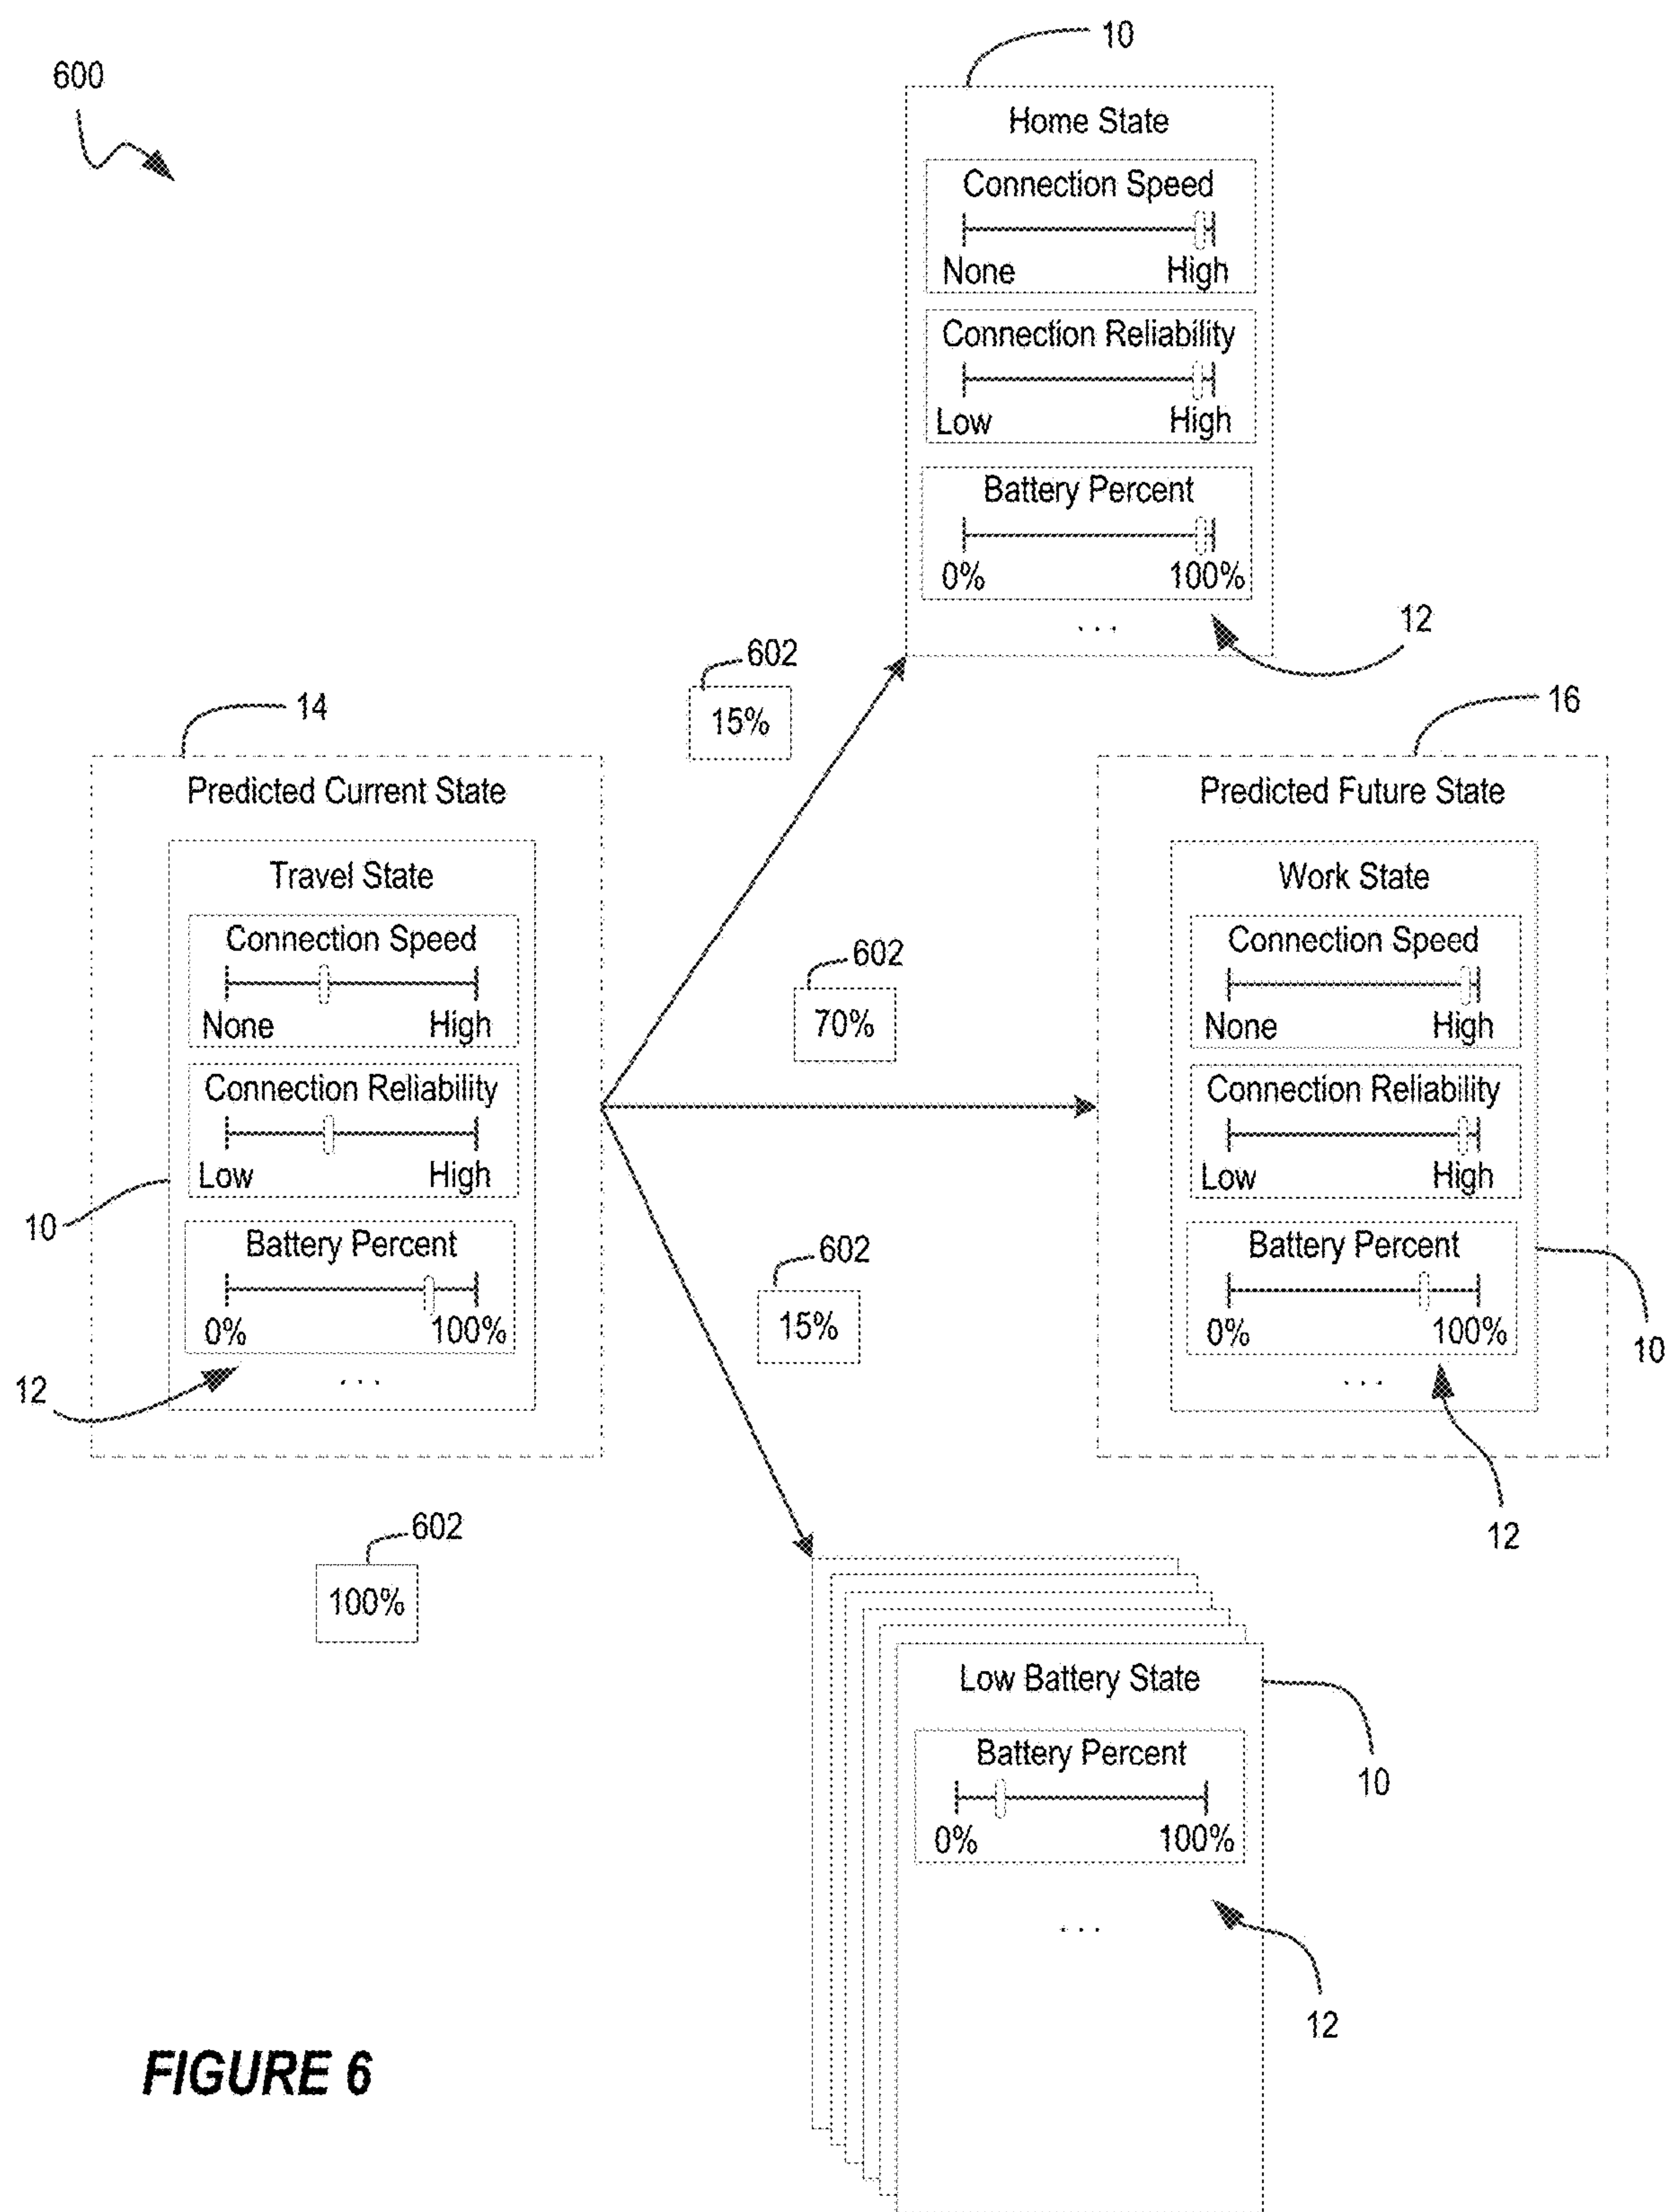 600
10
Home State
Connection Speed
None High
Connection Reliability
Low High
Battery Percent
0% 100%
. . .
12
602
15%
14
Predicted Current State
Travel State
Connection Speed
None High
Connection Reliability
Low High
10
Battery Percent
0% 100%
12
. . .
602
100%
602
70%
602
15%
16
Predicted Future State
Work State
Connection Speed
None High
Connection Reliability
Low High
Battery Percent
0% 100%
10
. . .
12
Low Battery State
Battery Percent
0% 100%
10
. . .
12
FIGURE 6